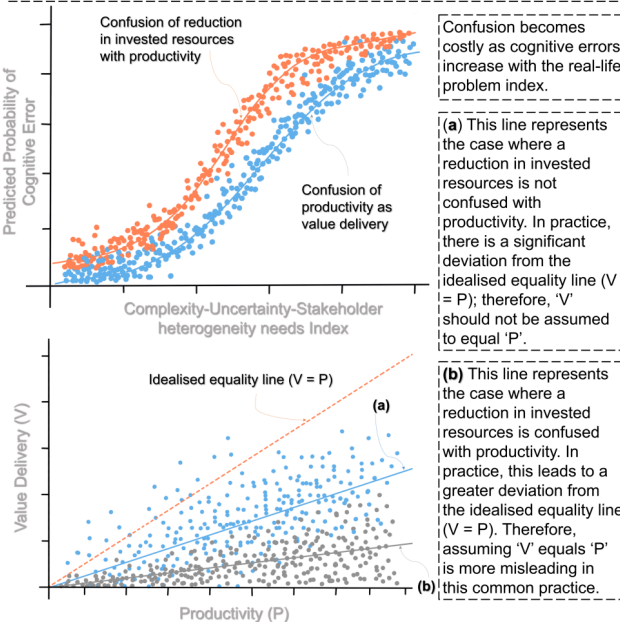 Confusion of reduction
in invested resources
with productivity
Confusion of
productivity as
value delivery
Predicted Probability of
Cognitive Error
Complexity-Uncertainty-Stakeholder
heterogeneity needs Index
Confusion becomes
costly as cognitive errors
increase with the real-life
problem index.
(a) This line represents
the case where a
reduction in invested
resources is not
confused with
productivity. In practice,
there is a significant
deviation from the
idealised equality line (V
= P); therefore, ‘V’
should not be assumed
to equal ‘P’.
Idealised equality line (V = P)
(a)
(b)
Value Delivery (V)
Productivity (P)
(b) This line represents
the case where a
reduction in invested
resources is confused
with productivity. In
practice, this leads to a
greater deviation from
the idealised equality line
(V = P). Therefore,
assuming ‘V’ equals ‘P’
is more misleading in
this common practice.